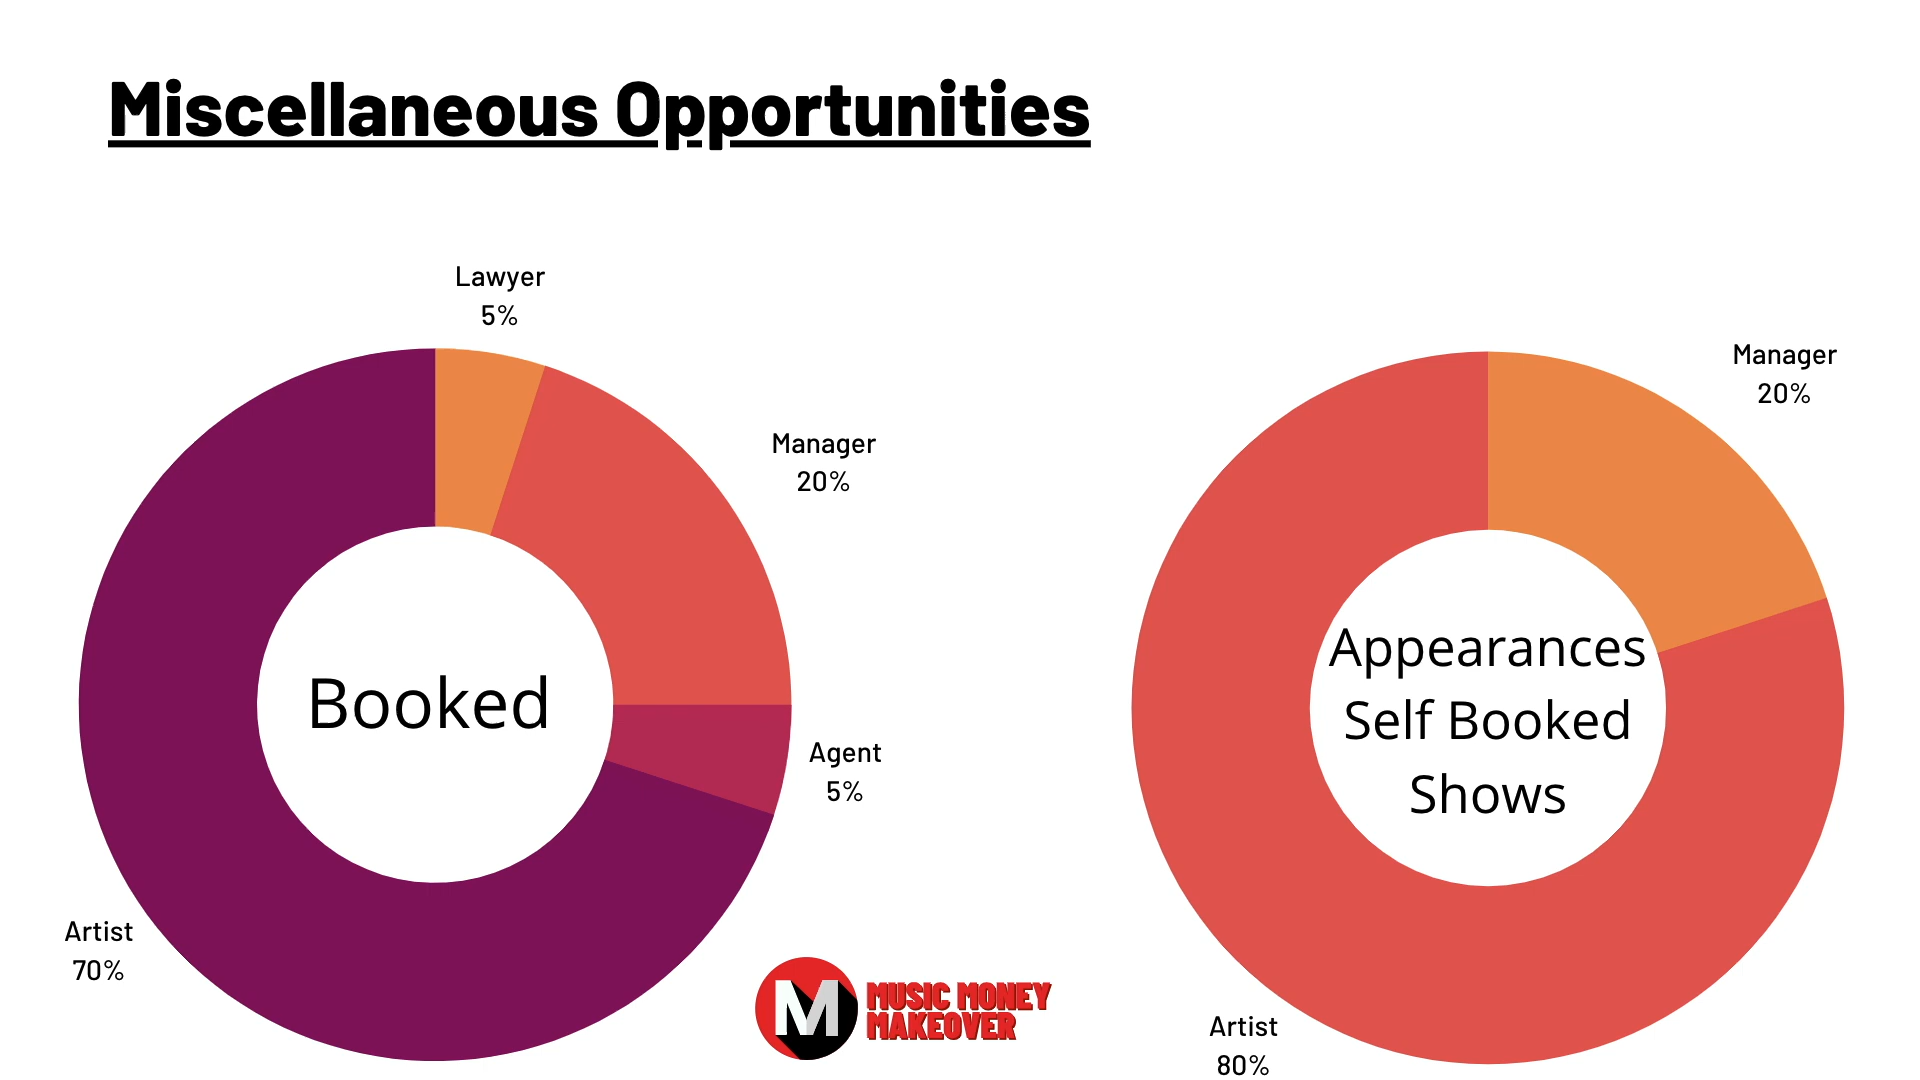 Miscellaneous Opportunities
Lawyer
5%
Manager
20%
Agent
5%
Artist
70%
Booked
Manager
20%
Appearances
Self Booked
Shows
Artist
80%
M
MUSIC MONEY
MAKEOVER